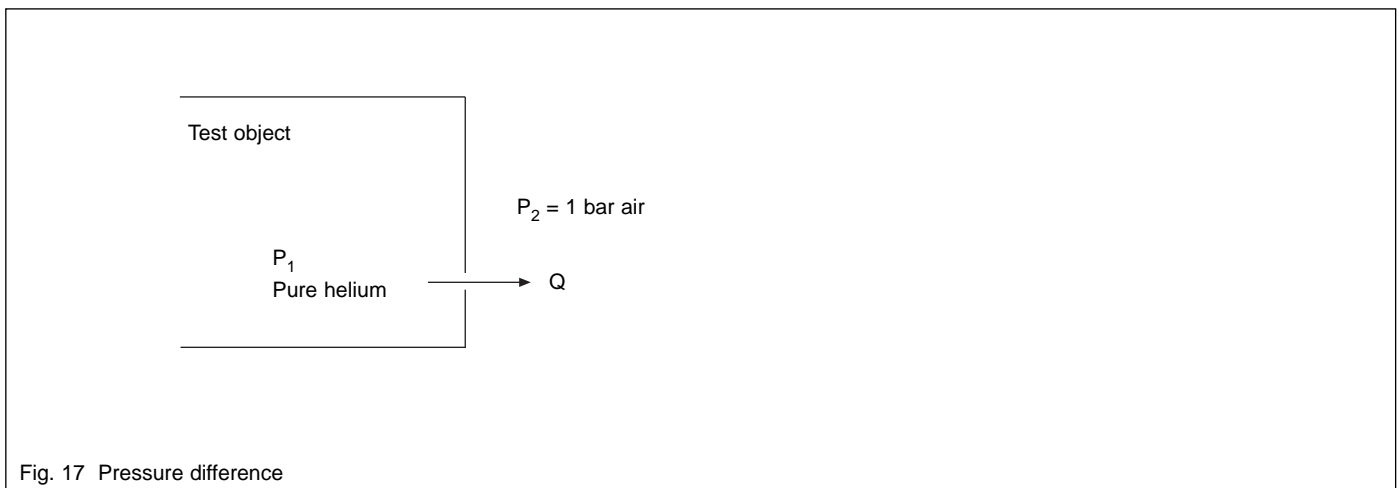 Test object
P₂ = 1 bar air
P₁
Pure helium
Q
Fig. 17 Pressure difference